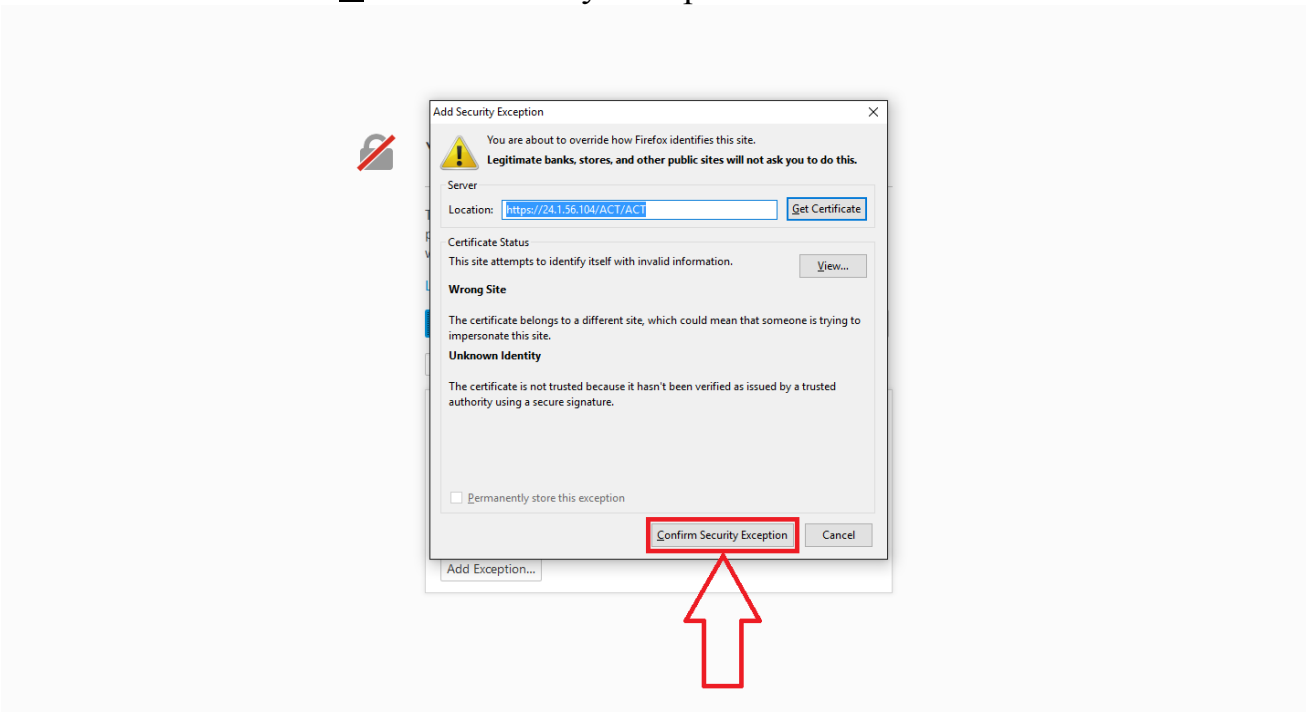 Add Security Exception
You are about to override how Firefox identifies this site.
Legitimate banks, stores, and other public sites will not ask you to do this.
Server
Location: https://24.1.56.104/ACT/ACT Get Certificate
Certificate Status
This site attempts to identify itself with invalid information. View...
Wrong Site
The certificate belongs to a different site, which could mean that someone is trying to
impersonate this site.
Unknown Identity
The certificate is not trusted because it hasn't been verified as issued by a trusted
authority using a secure signature.
Permanently store this exception
Confirm Security Exception Cancel
Add Exception...